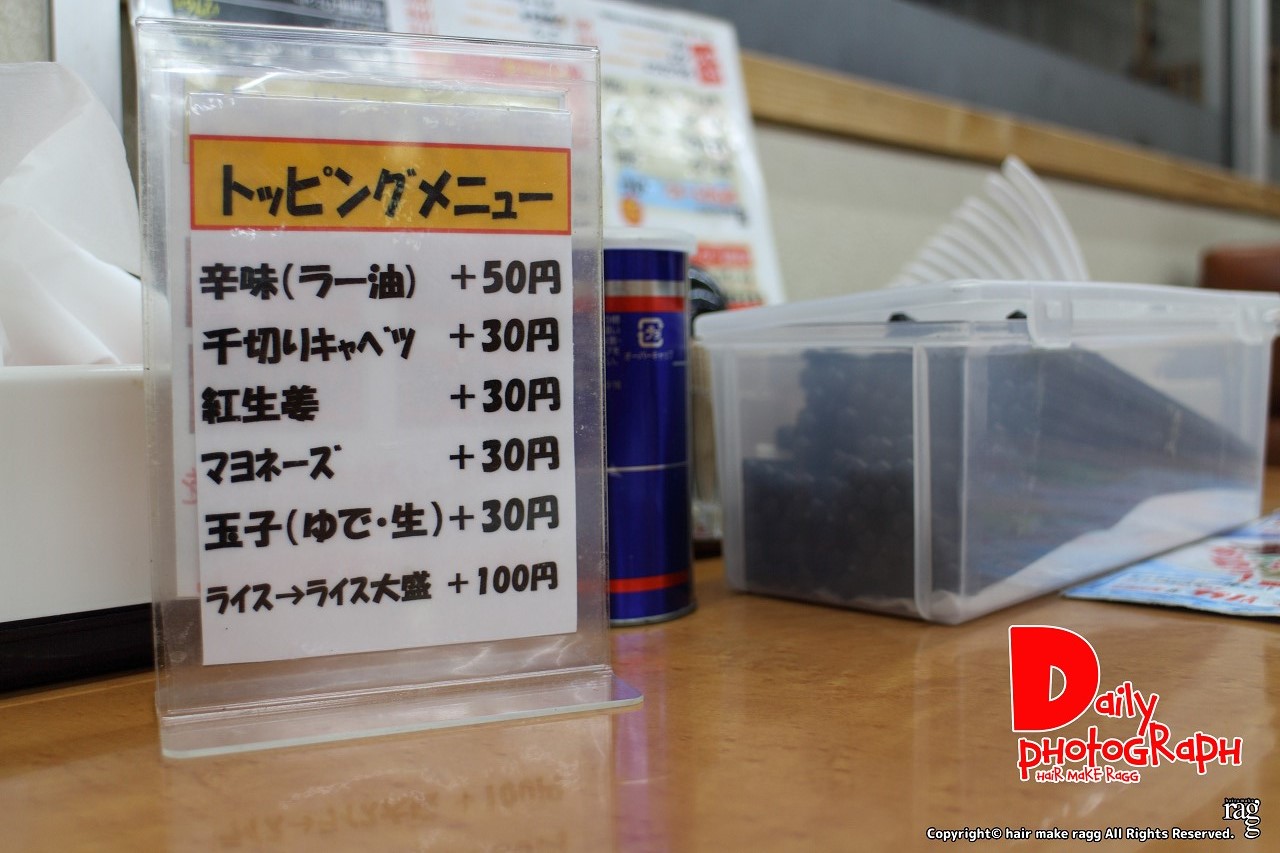 トッピングメニュー
辛味(ラー油) +50円
千切りキャベツ +30円
紅生姜 +30円
マヨネーズ +30円
玉子(ゆで・生)+30円
ライス→ライス大盛 +100円
Daily
photograph
hair make ragg
ragg
Copyright© hair make ragg All Rights Reserved.